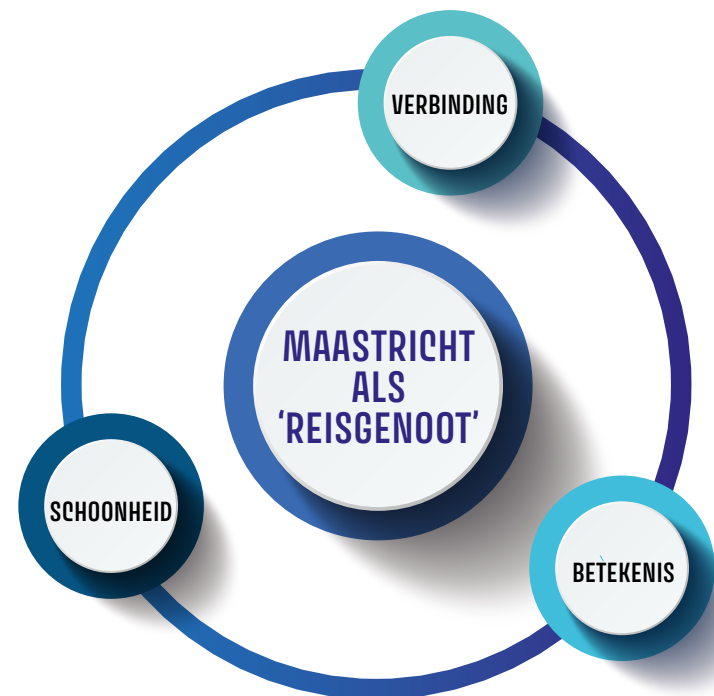 VERBINDING
MAASTRICHT
ALS
‘REISGENOOT’
SCHOONHEID
BETEKENIS